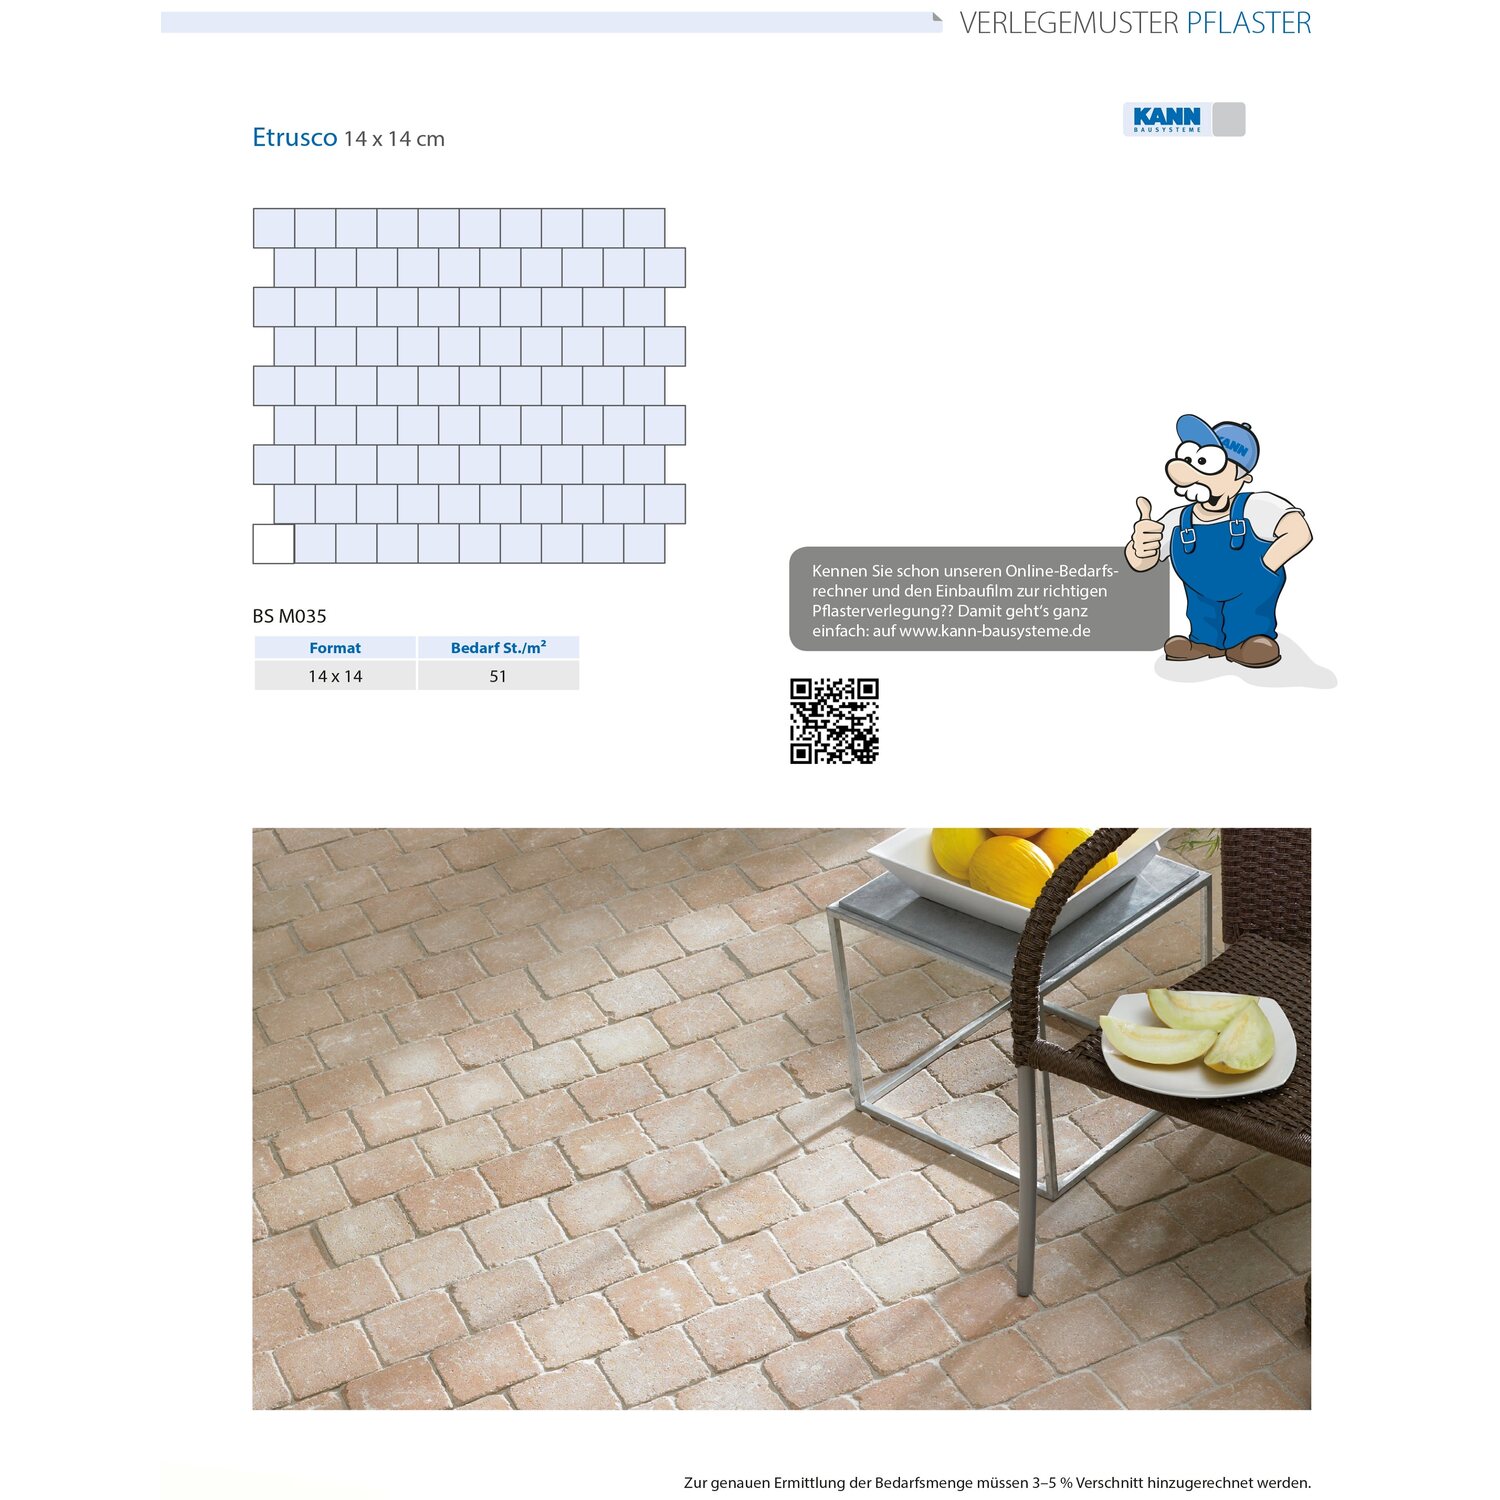 VERLEGEMUSTER PFLASTER
KANN
BAUSYSTEME
Etrusco 14 x 14 cm
KANN
Kennen Sie schon unseren Online-Bedarfs-
rechner und den Einbaufilm zur richtigen
Pflasterverlegung?? Damit geht's ganz
einfach: auf www.kann-bausysteme.de
BS M035
Format Bedarf St./m²
14 x 14 51
Zur genauen Ermittlung der Bedarfsmenge müssen 3–5 % Verschnitt hinzugerechnet werden.